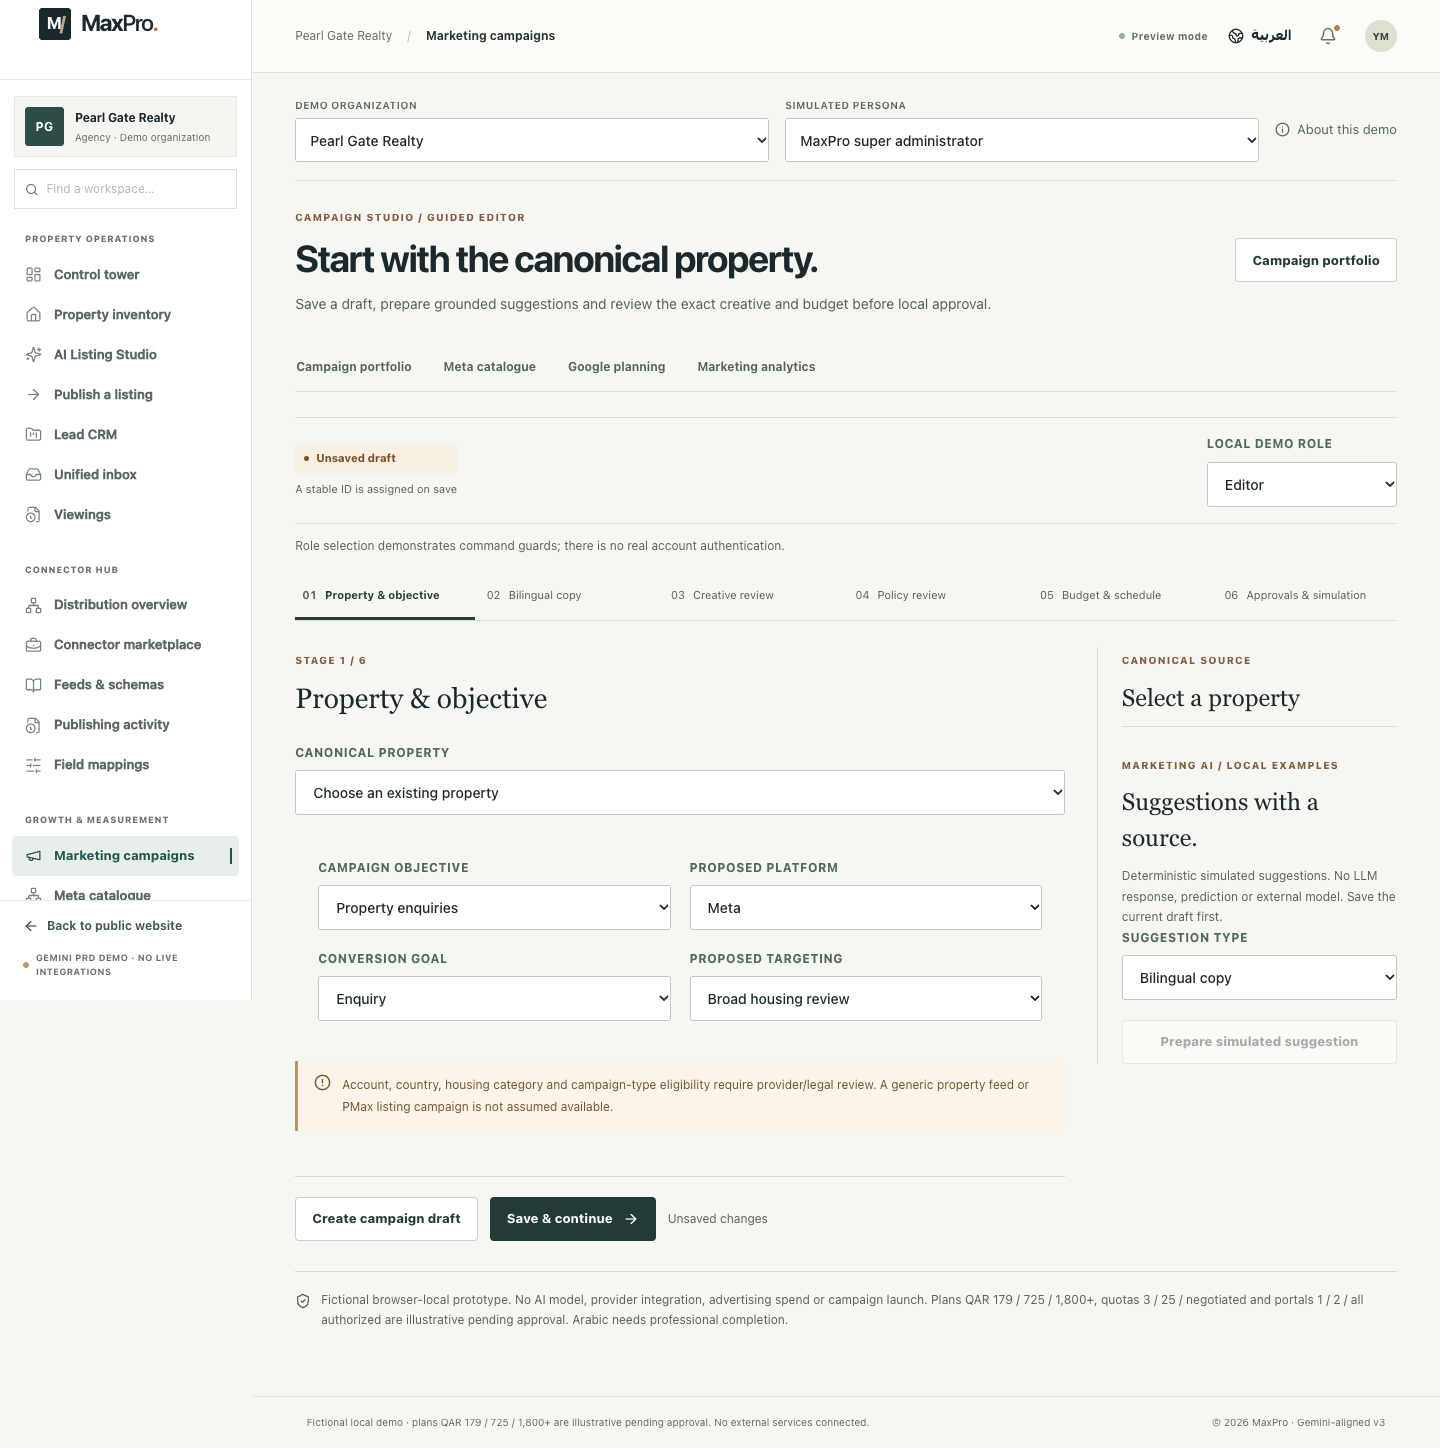 M/ MaxPro.
Pearl Gate Realty / Marketing campaigns
Preview mode
العربية
YM
PG
Pearl Gate Realty
Agency · Demo organization
Find a workspace...
PROPERTY OPERATIONS
Control tower
Property inventory
AI Listing Studio
Publish a listing
Lead CRM
Unified inbox
Viewings
CONNECTOR HUB
Distribution overview
Connector marketplace
Feeds & schemas
Publishing activity
Field mappings
GROWTH & MEASUREMENT
Marketing campaigns
Meta catalogue
Back to public website
GEMINI PRD DEMO · NO LIVE
INTEGRATIONS
DEMO ORGANIZATION
Pearl Gate Realty
SIMULATED PERSONA
MaxPro super administrator
About this demo
CAMPAIGN STUDIO / GUIDED EDITOR
Start with the canonical property.
Save a draft, prepare grounded suggestions and review the exact creative and budget before local approval.
Campaign portfolio
Campaign portfolio
Meta catalogue
Google planning
Marketing analytics
Unsaved draft
A stable ID is assigned on save
LOCAL DEMO ROLE
Editor
Role selection demonstrates command guards; there is no real account authentication.
01 Property & objective
02 Bilingual copy
03 Creative review
04 Policy review
05 Budget & schedule
06 Approvals & simulation
STAGE 1 / 6
Property & objective
CANONICAL PROPERTY
Choose an existing property
CAMPAIGN OBJECTIVE
Property enquiries
PROPOSED PLATFORM
Meta
CONVERSION GOAL
Enquiry
PROPOSED TARGETING
Broad housing review
Account, country, housing category and campaign-type eligibility require provider/legal review. A generic property feed or
PMax listing campaign is not assumed available.
Create campaign draft
Save & continue
Unsaved changes
CANONICAL SOURCE
Select a property
MARKETING AI / LOCAL EXAMPLES
Suggestions with a
source.
Deterministic simulated suggestions. No LLM
response, prediction or external model. Save the
current draft first.
SUGGESTION TYPE
Bilingual copy
Prepare simulated suggestion
Fictional browser-local prototype. No AI model, provider integration, advertising spend or campaign launch. Plans QAR 179 / 725 / 1,800+, quotas 3 / 25 / negotiated and portals 1 / 2 / all
authorized are illustrative pending approval. Arabic needs professional completion.
Fictional local demo · plans QAR 179 / 725 / 1,800+ are illustrative pending approval. No external services connected.
© 2026 MaxPro · Gemini-aligned v3